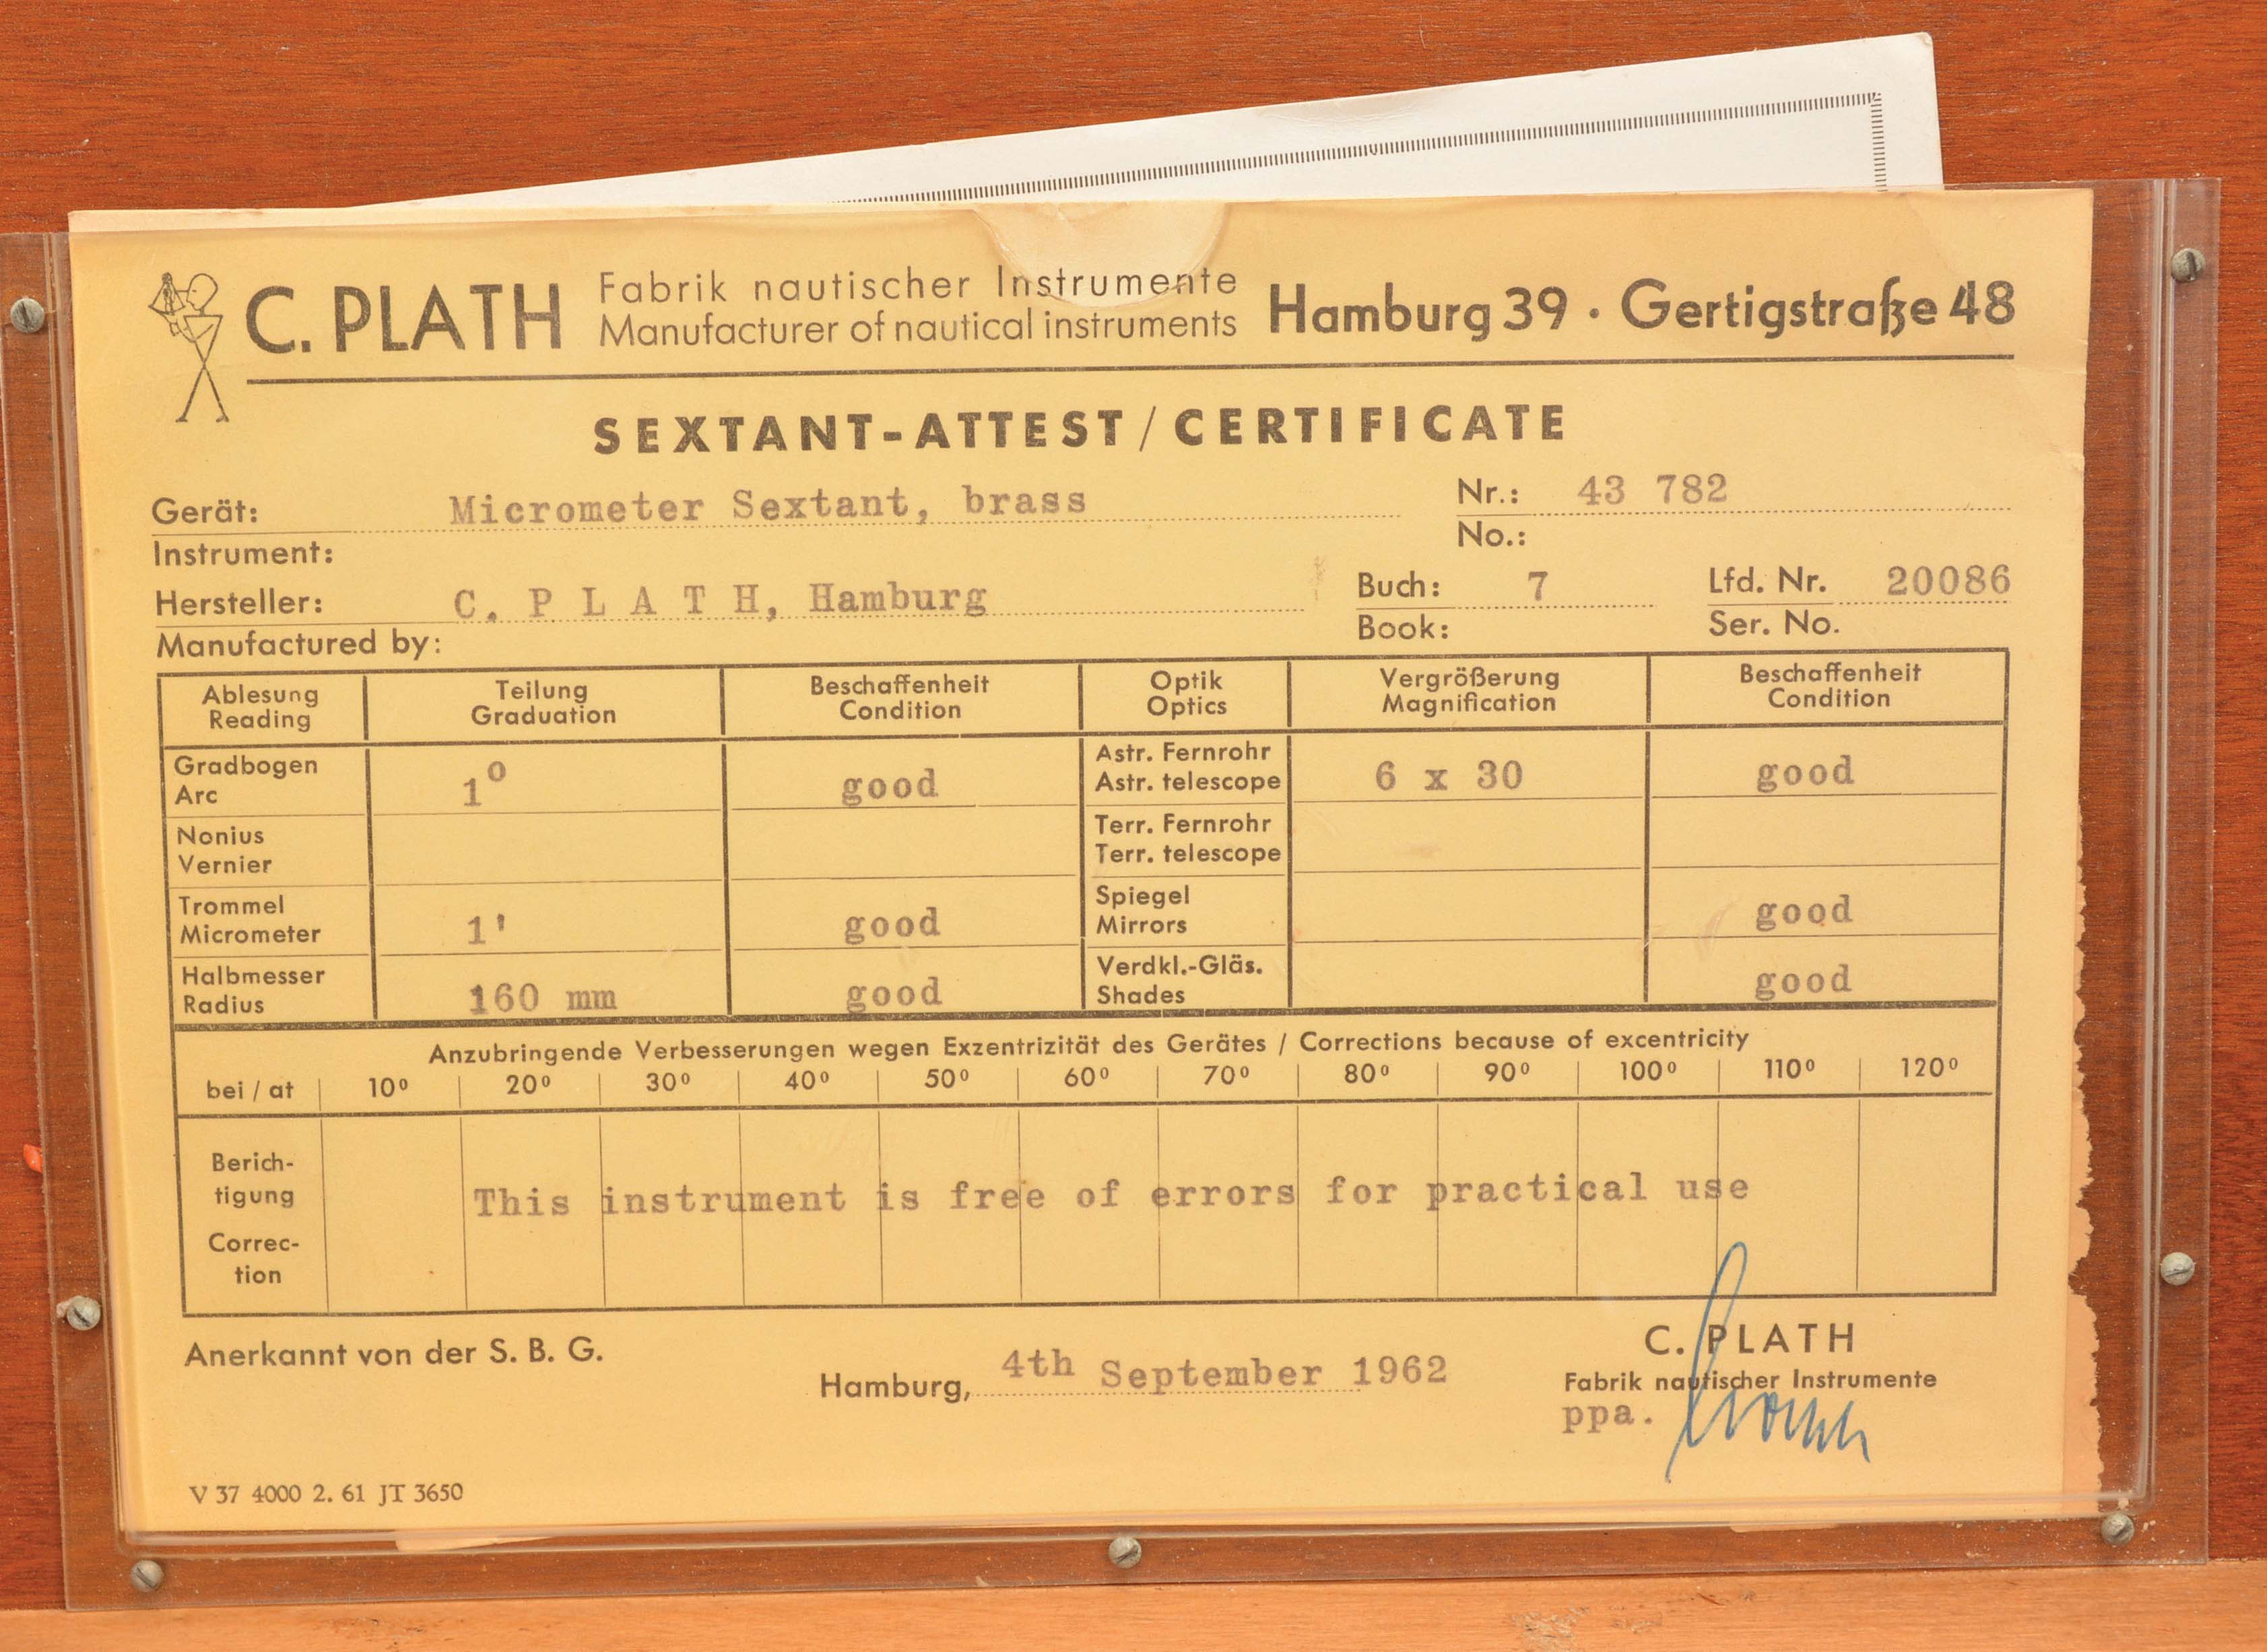 C. PLATH Fabrik nautischer Instrumente Hamburg 39 · Gertigstraße 48
Manufacturer of nautical instruments
SEXTANT-ATTEST / CERTIFICATE
Gerät: Micrometer Sextant, brass Nr.: 43 782
Instrument: No.:
Hersteller: C. P L A T H, Hamburg Buch: 7 Lfd. Nr. 20086
Manufactured by: Book: Ser. No.
Ablesung Teilung Beschaffenheit Optik Vergrößerung Beschaffenheit
Reading Graduation Condition Optics Magnification Condition
Gradbogen Astr. Fernrohr
Arc 1° good Astr. telescope 6 x 30 good
Nonius Terr. Fernrohr
Vernier Terr. telescope
Trommel Spiegel
Micrometer 1' good Mirrors good
Halbmesser Verdkl.-Gläs.
Radius 160 mm good Shades good
Anzubringende Verbesserungen wegen Exzentrizität des Gerätes / Corrections because of excentricity
bei / at 10° 20° 30° 40° 50° 60° 70° 80° 90° 100° 110° 120°
Berich-
tigung
This instrument is free of errors for practical use
Correc-
tion
Anerkannt von der S. B. G.
Hamburg, 4th September 1962
C. PLATH
Fabrik nautischer Instrumente
ppa.
V 37 4000 2. 61 JT 3650